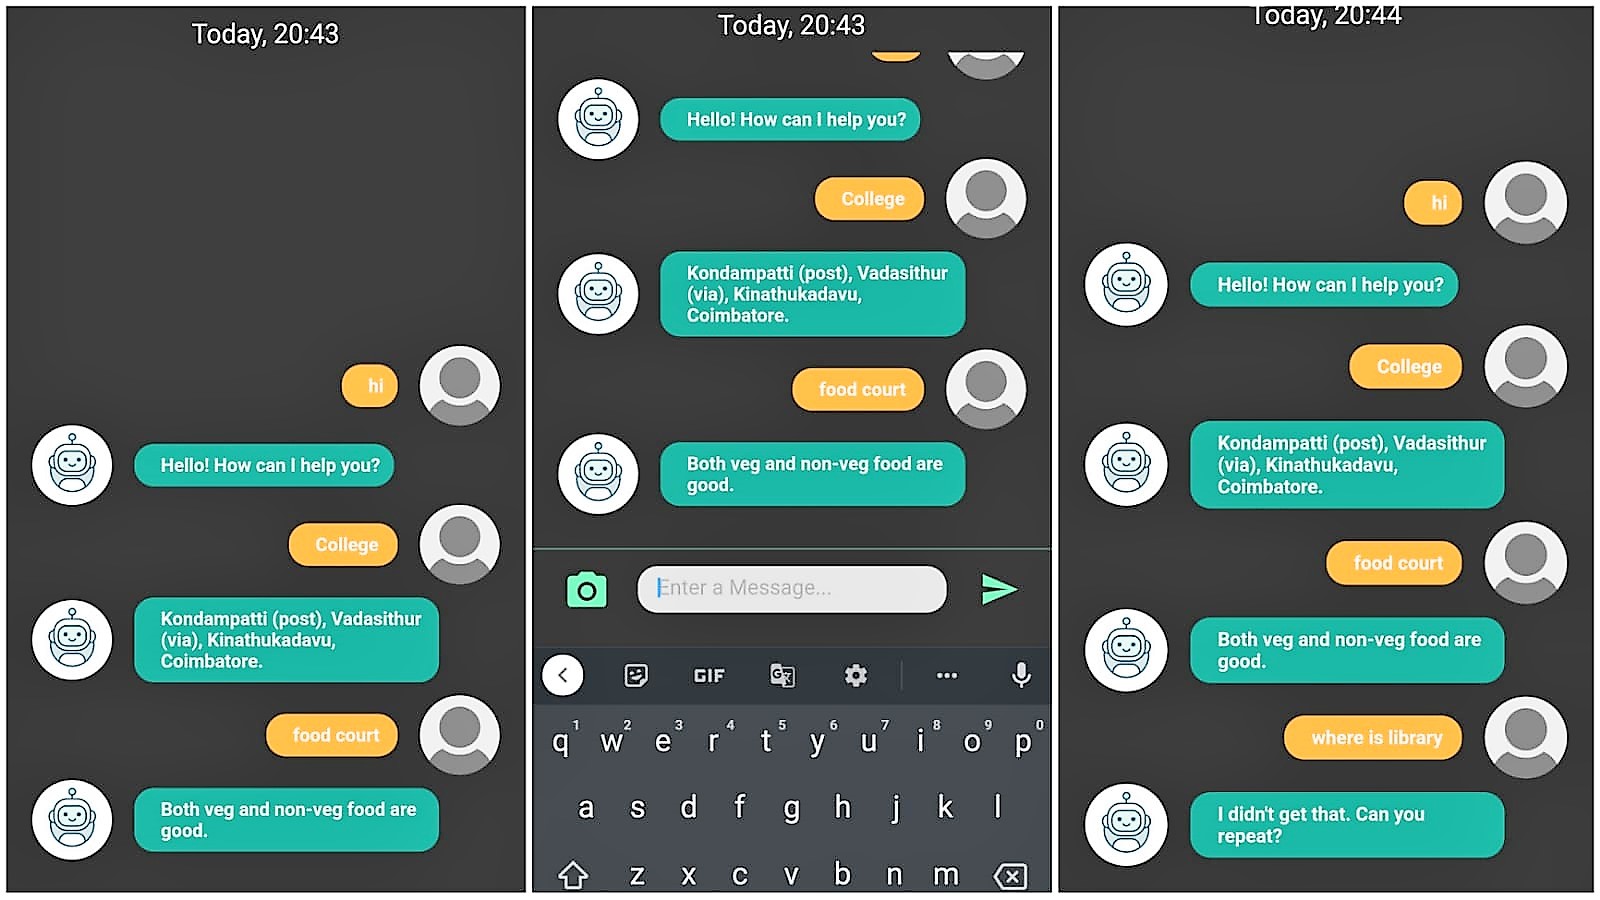 Today, 20:43
hi
Hello! How can I help you?
College
Kondampatti (post), Vadasithur
(via), Kinathukadavu,
Coimbatore.
food court
Both veg and non-veg food are
good.
Today, 20:43
Hello! How can I help you?
College
Kondampatti (post), Vadasithur
(via), Kinathukadavu,
Coimbatore.
food court
Both veg and non-veg food are
good.
Enter a Message...
GIF
1 2 3 4 5 6 7 8 9 0
q w e r t y u i o p
a s d f g h j k l
z x c v b n m
Today, 20:44
hi
Hello! How can I help you?
College
Kondampatti (post), Vadasithur
(via), Kinathukadavu,
Coimbatore.
food court
Both veg and non-veg food are
good.
where is library
I didn't get that. Can you
repeat?